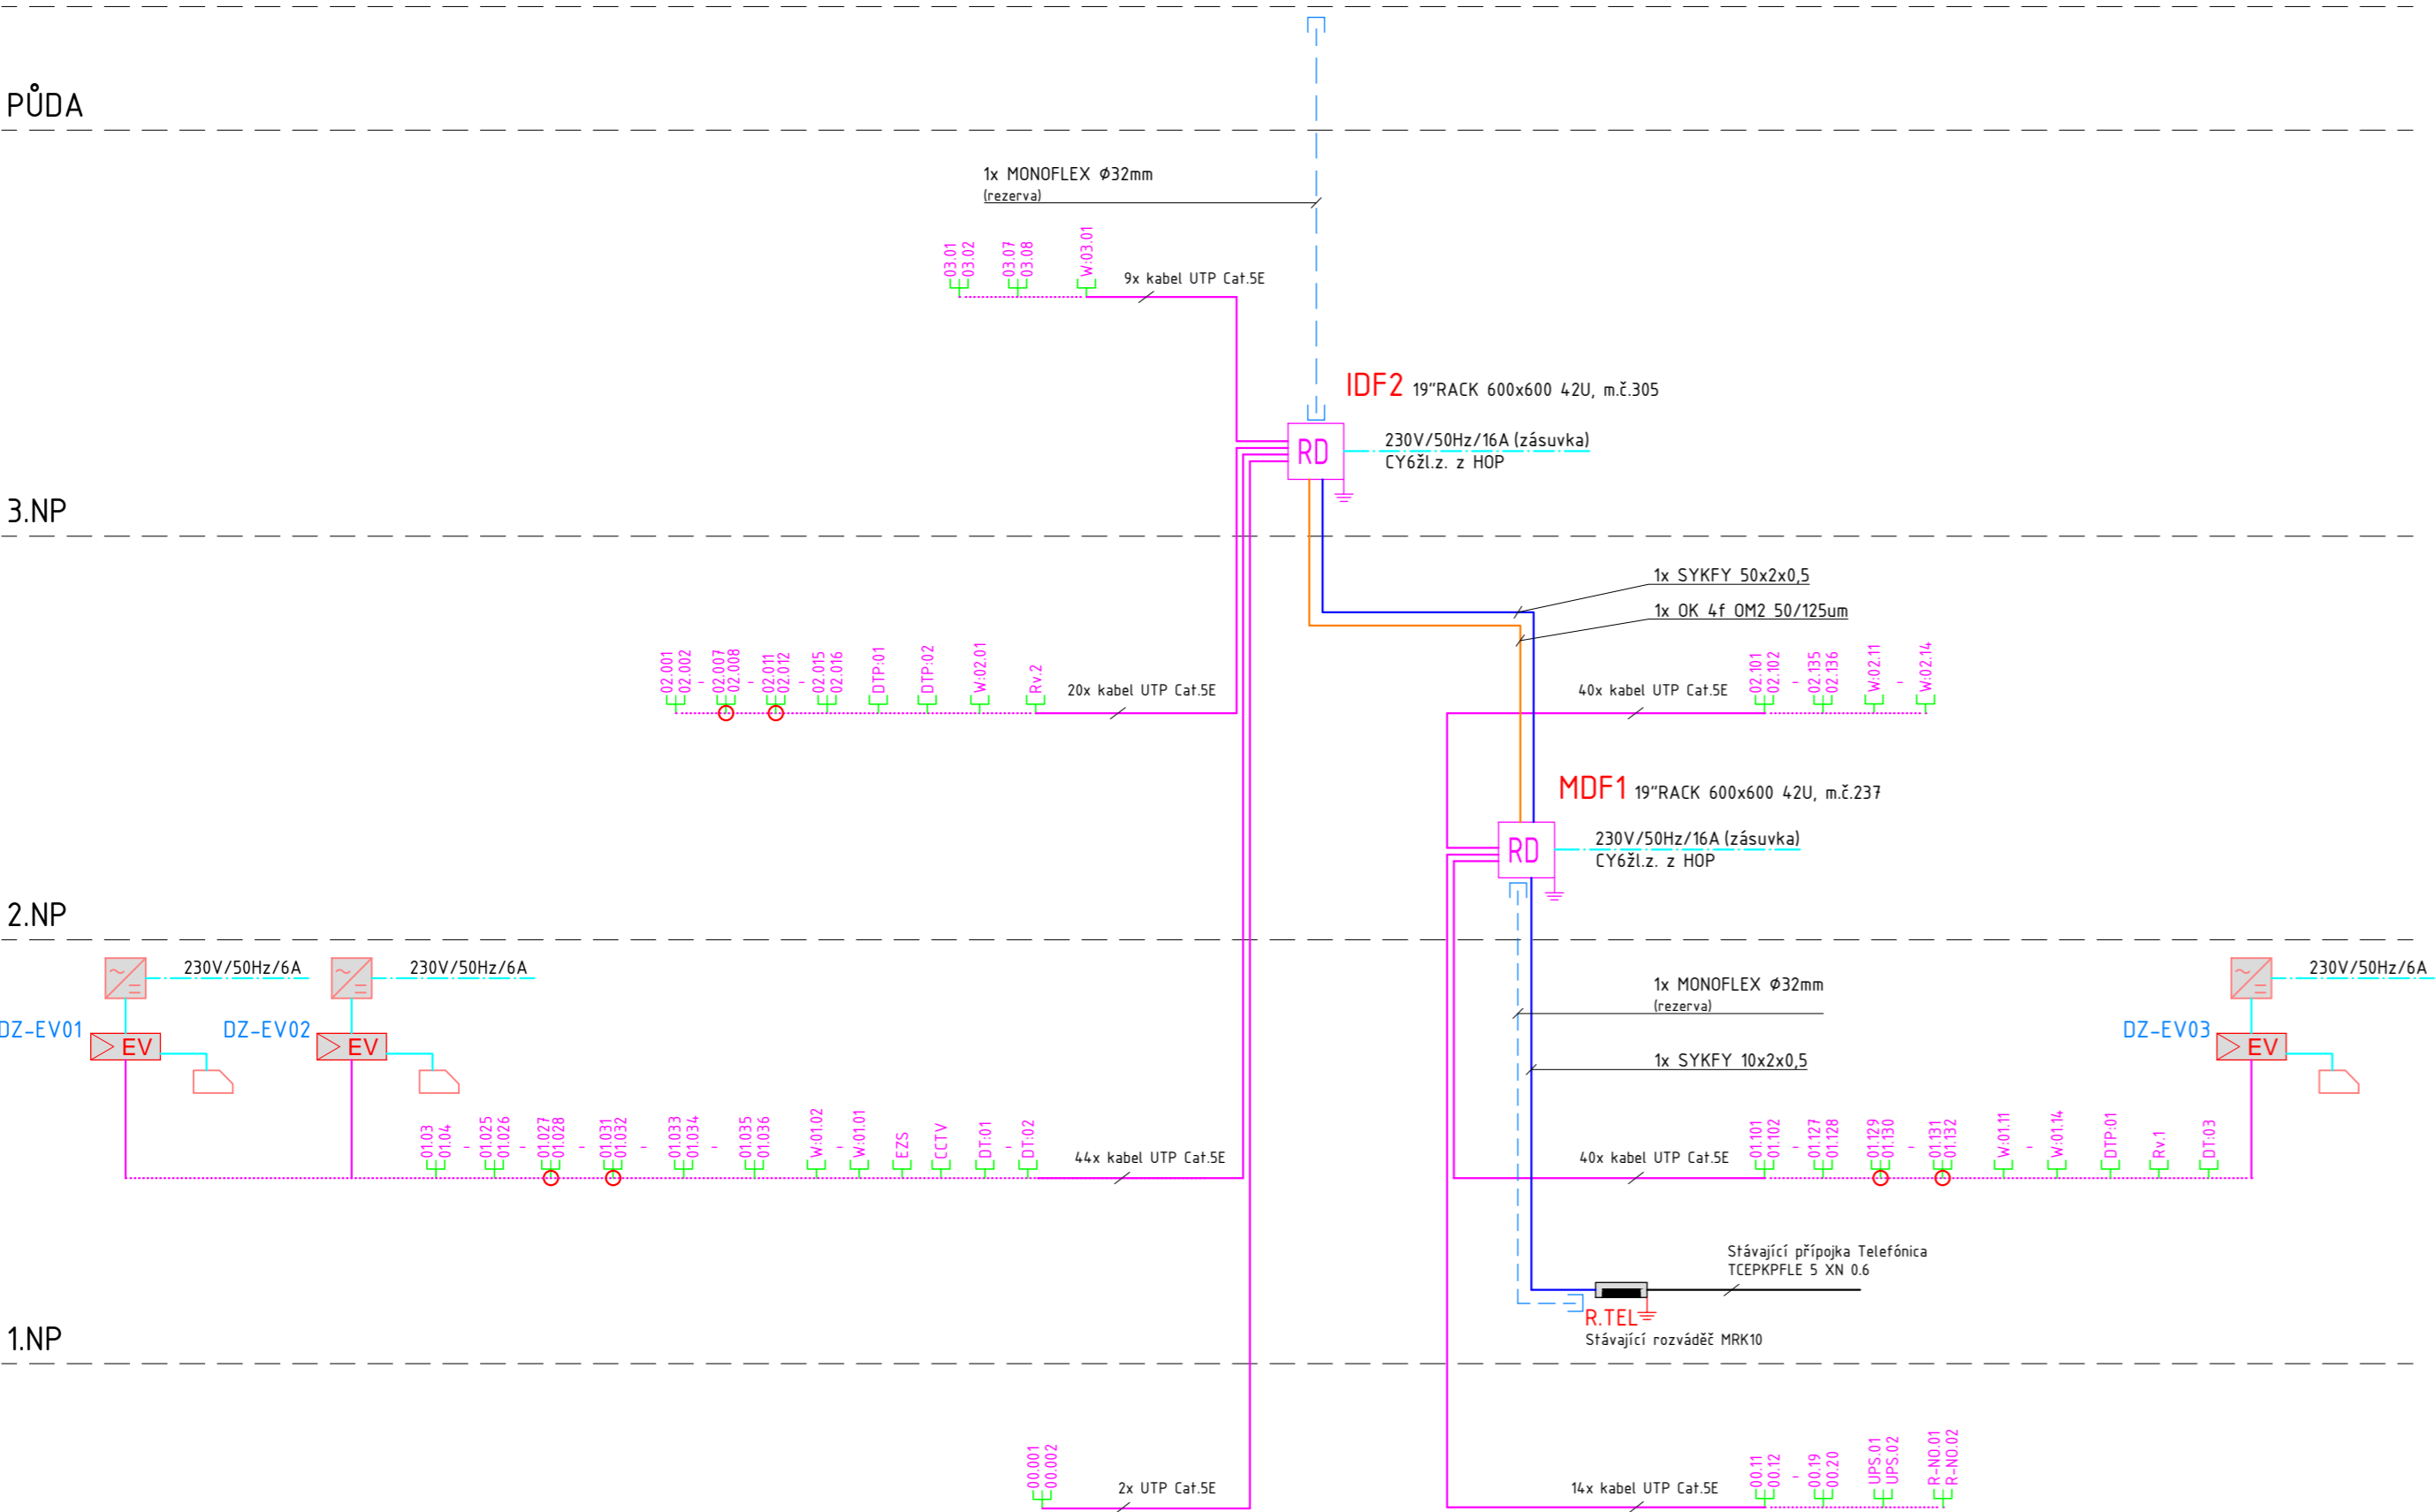 PŮDA
1x MONOFLEX Φ32mm
(rezerva)
03.01
03.02
03.07
03.08
W:03.01
9x kabel UTP Cat.5E
IDF2 19"RACK 600x600 42U, m.č.305
RD
230V/50Hz/16A (zásuvka)
CY6žl.z. z HOP
3.NP
1x SYKFY 50x2x0,5
1x OK 4f OM2 50/125um
02.001
02.002
-
02.007
02.008
-
02.011
02.012
-
02.015
02.016
DTP:01
DTP:02
W:02.01
Rv.2
20x kabel UTP Cat.5E
40x kabel UTP Cat.5E
02.101
02.102
-
02.135
02.136
W:02.11
-
W:02.14
MDF1 19"RACK 600x600 42U, m.č.237
RD
230V/50Hz/16A (zásuvka)
CY6žl.z. z HOP
2.NP
230V/50Hz/6A
230V/50Hz/6A
230V/50Hz/6A
DZ-EV01
EV
DZ-EV02
EV
DZ-EV03
EV
1x MONOFLEX Φ32mm
(rezerva)
1x SYKFY 10x2x0,5
01.03
01.04
-
01.025
01.026
-
01.027
01.028
-
01.031
01.032
-
01.033
01.034
-
01.035
01.036
W:01.02
-
W:01.01
EZS
CCTV
DT:01
-
DT:02
44x kabel UTP Cat.5E
40x kabel UTP Cat.5E
01.101
01.102
-
01.127
01.128
01.129
01.130
-
01.131
01.132
W:01.11
-
W:01.14
DTP:01
Rv.1
DT:03
Stávající přípojka Telefónica
TCEPKPFLE 5 XN 0.6
R.TEL
Stávající rozváděč MRK10
1.NP
00.001
00.002
2x UTP Cat.5E
14x kabel UTP Cat.5E
00.11
00.12
-
00.19
00.20
UPS.01
UPS.02
R-NO.01
R-NO.02